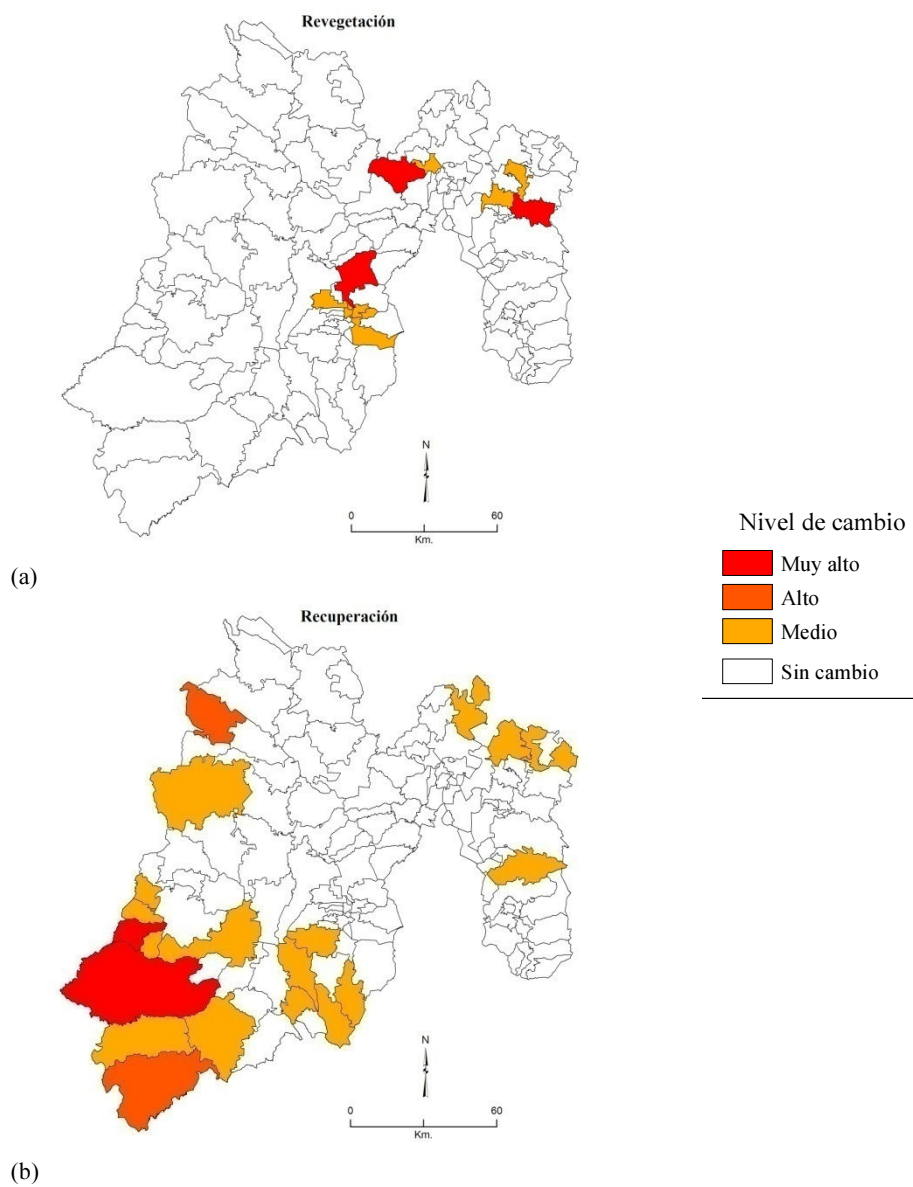 Revegetación
N
0 60
Km.
(a)
Nivel de cambio
Muy alto
Alto
Medio
Sin cambio
Recuperación
N
0 60
Km.
(b)